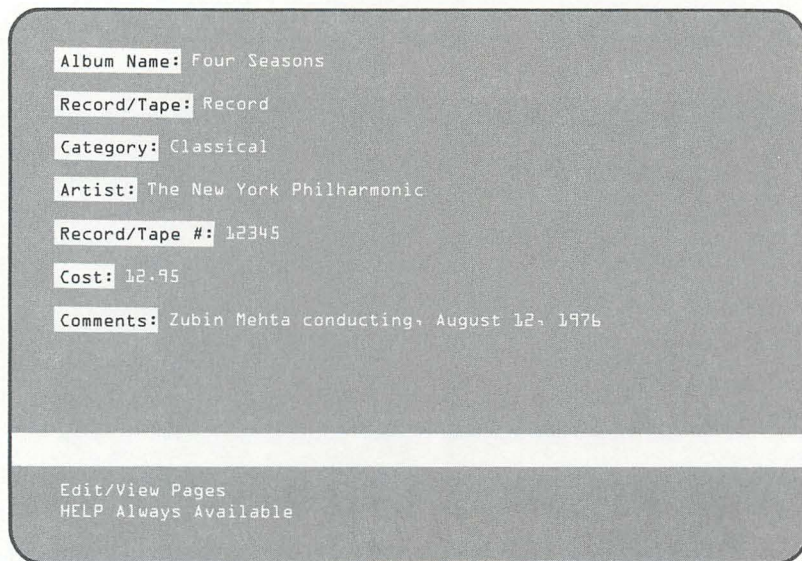 Album Name: Four Seasons
Record/Tape: Record
Category: Classical
Artist: The New York Philharmonic
Record/Tape #: 12345
Cost: 12.95
Comments: Zubin Mehta conducting, August 12, 1976
Edit/View Pages
HELP Always Available